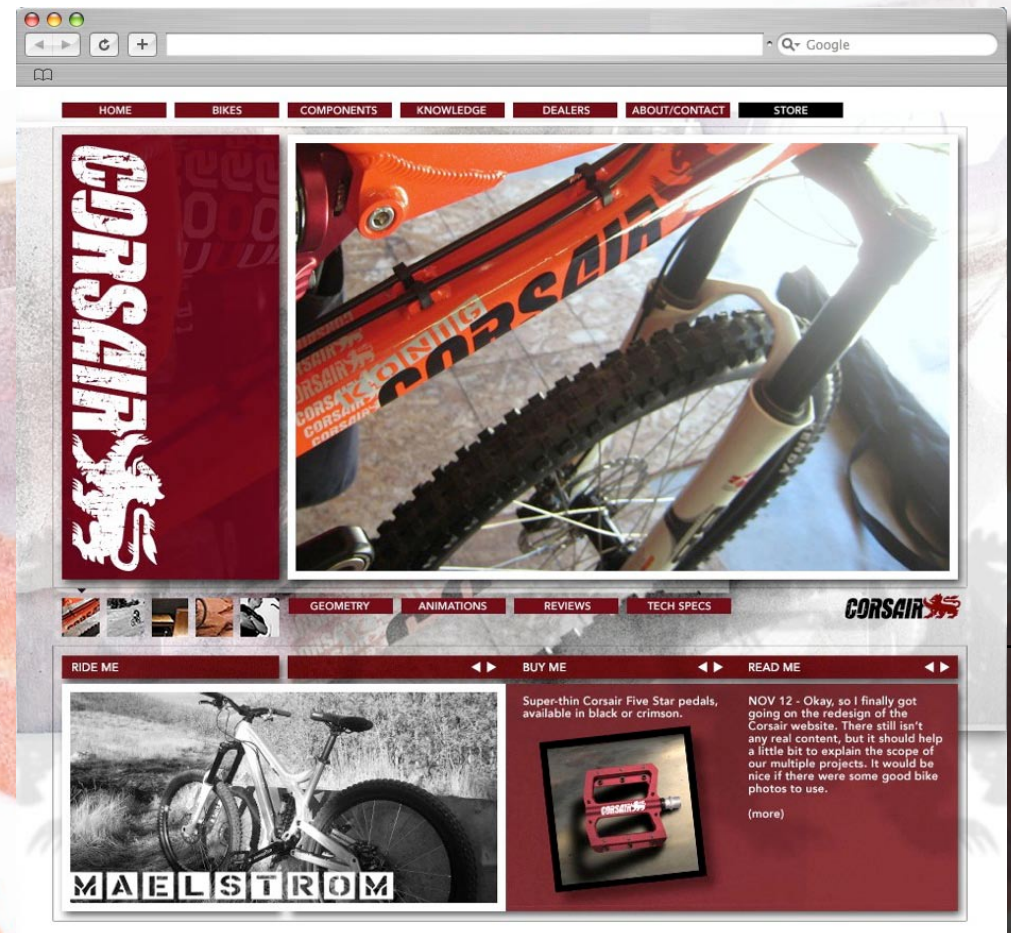 Google
HOME BIKES COMPONENTS KNOWLEDGE DEALERS ABOUT/CONTACT STORE
CORSAIR
CORSAIR
KONIG
CORSAIR
CORSAIR
CORSAIR
CORSAIR
GEOMETRY ANIMATIONS REVIEWS TECH SPECS
CORSAIR
RIDE ME
BUY ME
READ ME
MAELSTROM
Super-thin Corsair Five Star pedals,
available in black or crimson.
CORSAIR
NOV 12 - Okay, so I finally got
going on the redesign of the
Corsair website. There still isn't
any real content, but it should help
a little bit to explain the scope of
our multiple projects. It would be
nice if there were some good bike
photos to use.
(more)